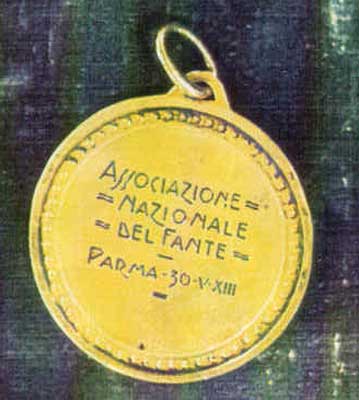 ASSOCIAZIONE=
=NAZIONALE
=DEL FANTE=
PARMA-30-V-XIII